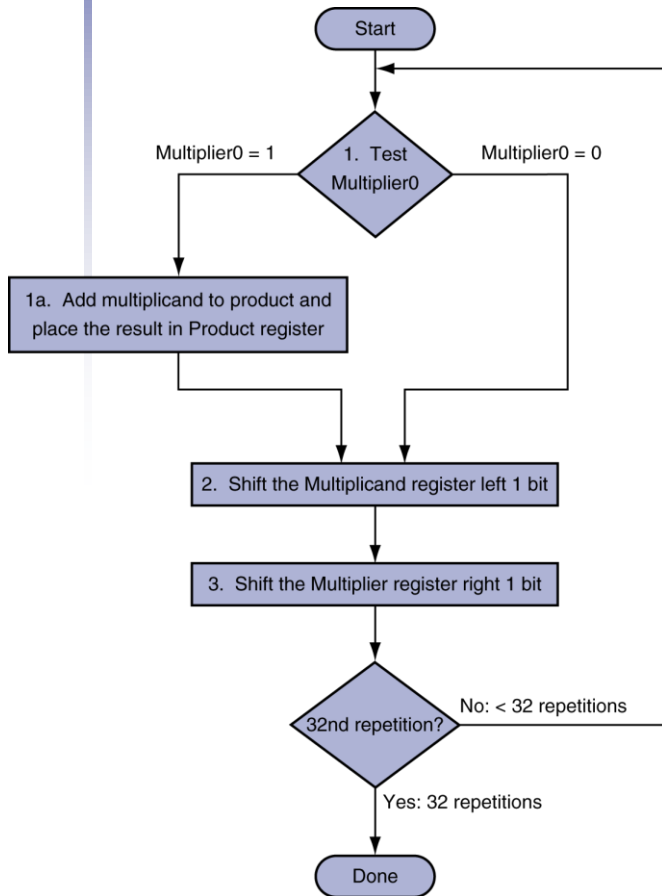 Start
Multiplier0 = 1
1. Test
Multiplier0
Multiplier0 = 0
1a. Add multiplicand to product and
place the result in Product register
2. Shift the Multiplicand register left 1 bit
3. Shift the Multiplier register right 1 bit
32nd repetition?
No: < 32 repetitions
Yes: 32 repetitions
Done